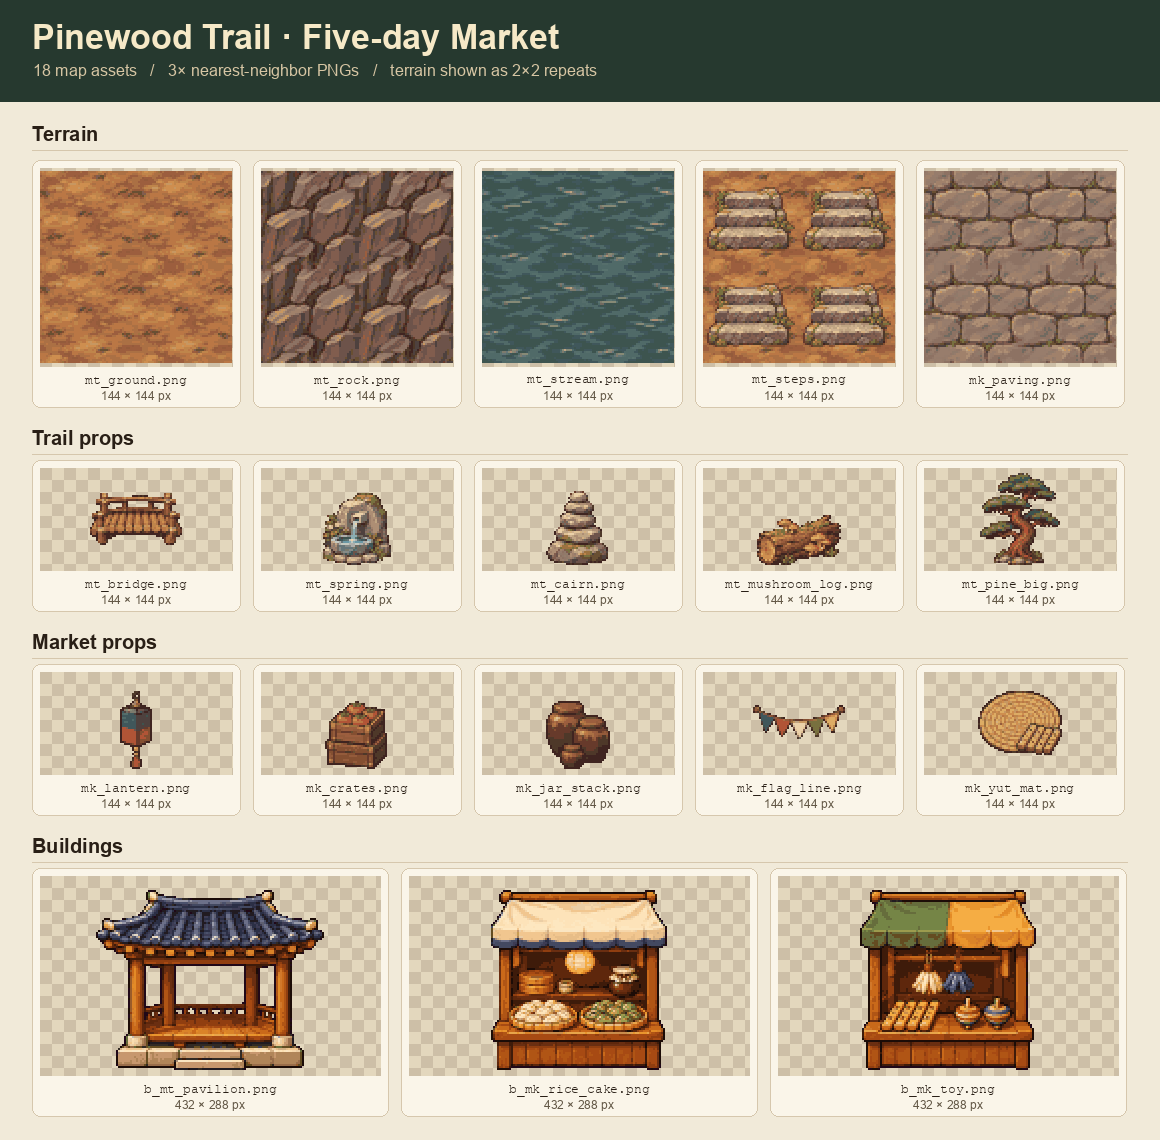 Pinewood Trail · Five-day Market
18 map assets / 3× nearest-neighbor PNGs / terrain shown as 2×2 repeats
Terrain
mt_ground.png
144 × 144 px
mt_rock.png
144 × 144 px
mt_stream.png
144 × 144 px
mt_steps.png
144 × 144 px
mk_paving.png
144 × 144 px
Trail props
mt_bridge.png
144 × 144 px
mt_spring.png
144 × 144 px
mt_cairn.png
144 × 144 px
mt_mushroom_log.png
144 × 144 px
mt_pine_big.png
144 × 144 px
Market props
mk_lantern.png
144 × 144 px
mk_crates.png
144 × 144 px
mk_jar_stack.png
144 × 144 px
mk_flag_line.png
144 × 144 px
mk_yut_mat.png
144 × 144 px
Buildings
b_mt_pavilion.png
432 × 288 px
b_mk_rice_cake.png
432 × 288 px
b_mk_toy.png
432 × 288 px